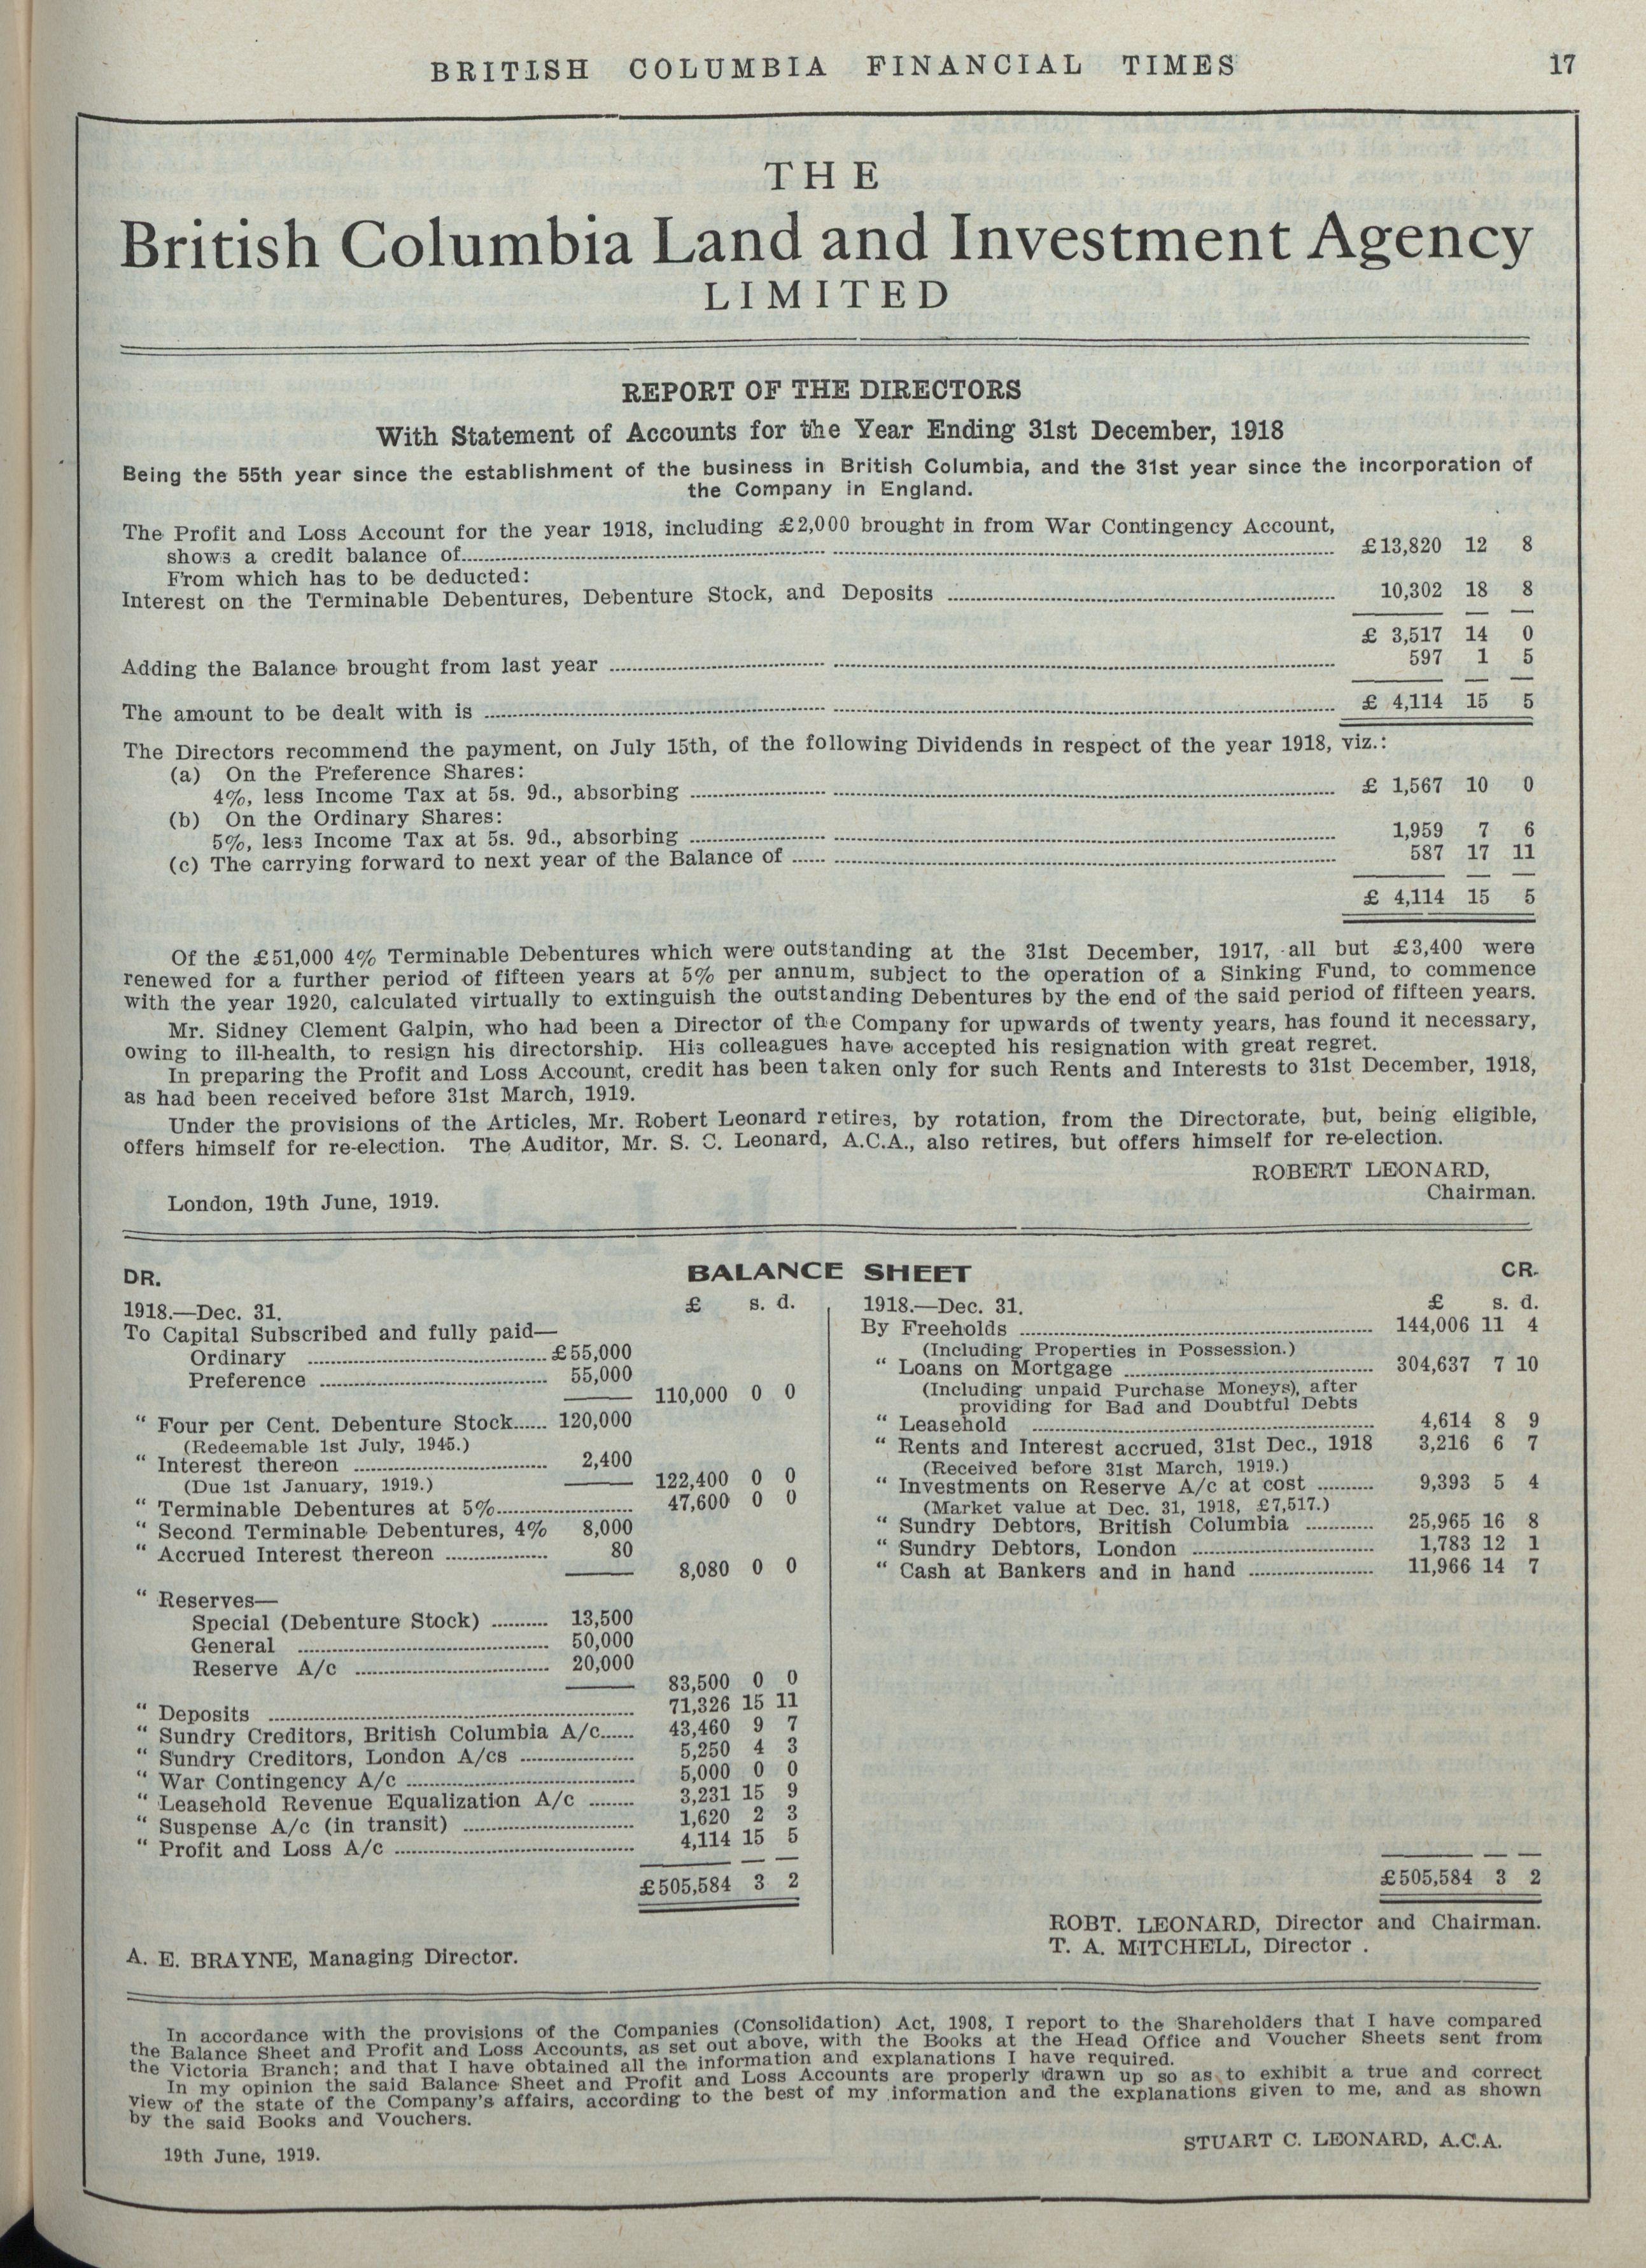 BRITISH COLUMBIA FINANCIAL TIMES 17
THE
British Columbia Land and Investment Agency
LIMITED
REPORT OF THE DIRECTORS
With Statement of Accounts for the Year Ending 31st December, 1918
Being the 55th year since the establishment of the business in British Columbia, and the 31st year since the incorporation of
the Company in England.
The Profit and Loss Account for the year 1918, including £2,000 brought in from War Contingency Account,
shows a credit balance of £13,820 12 8
From which has to be deducted:
Interest on the Terminable Debentures, Debenture Stock, and Deposits 10,302 18 8
£ 3,517 14 0
Adding the Balance brought from last year 597 1 5
The amount to be dealt with is £ 4,114 15 5
The Directors recommend the payment, on July 15th, of the following Dividends in respect of the year 1918, viz.:
(a) On the Preference Shares:
4%, less Income Tax at 5s. 9d., absorbing £ 1,567 10 0
(b) On the Ordinary Shares:
5%, less Income Tax at 5s. 9d., absorbing 1,959 7 6
(c) The carrying forward to next year of the Balance of 587 17 11
£ 4,114 15 5
Of the £51,000 4% Terminable Debentures which were outstanding at the 31st December, 1917, all but £3,400 were
renewed for a further period of fifteen years at 5% per annum, subject to the operation of a Sinking Fund, to commence
with the year 1920, calculated virtually to extinguish the outstanding Debentures by the end of the said period of fifteen years.
Mr. Sidney Clement Galpin, who had been a Director of the Company for upwards of twenty years, has found it necessary,
owing to ill-health, to resign his directorship. His colleagues have accepted his resignation with great regret.
In preparing the Profit and Loss Account, credit has been taken only for such Rents and Interests to 31st December, 1918,
as had been received before 31st March, 1919.
Under the provisions of the Articles, Mr. Robert Leonard retires, by rotation, from the Directorate, but, being eligible,
offers himself for re-election. The Auditor, Mr. S. C. Leonard, A.C.A., also retires, but offers himself for re-election.
ROBERT LEONARD,
Chairman.
London, 19th June, 1919.
BALANCE SHEET
DR.
£ s. d.
1918.—Dec. 31.
To Capital Subscribed and fully paid—
Ordinary £55,000
Preference 55,000
110,000 0 0
" Four per Cent. Debenture Stock 120,000
(Redeemable 1st July, 1945.)
" Interest thereon 2,400
(Due 1st January, 1919.) 122,400 0 0
" Terminable Debentures at 5% 47,600 0 0
" Second Terminable Debentures, 4% 8,000
" Accrued Interest thereon 80
8,080 0 0
" Reserves—
Special (Debenture Stock) 13,500
General 50,000
Reserve A/c 20,000
83,500 0 0
" Deposits 71,326 15 11
" Sundry Creditors, British Columbia A/c 43,460 9 7
" Sundry Creditors, London A/cs 5,250 4 3
" War Contingency A/c 5,000 0 0
" Leasehold Revenue Equalization A/c 3,231 15 9
" Suspense A/c (in transit) 1,620 2 3
" Profit and Loss A/c 4,114 15 5
£505,584 3 2
A. E. BRAYNE, Managing Director.
CR.
1918.—Dec. 31. £ s. d.
By Freeholds 144,006 11 4
(Including Properties in Possession.)
" Loans on Mortgage 304,637 7 10
(Including unpaid Purchase Moneys), after
providing for Bad and Doubtful Debts
" Leasehold 4,614 8 9
" Rents and Interest accrued, 31st Dec., 1918 3,216 6 7
(Received before 31st March, 1919.)
" Investments on Reserve A/c at cost 9,393 5 4
(Market value at Dec. 31, 1918, £7,517.)
" Sundry Debtors, British Columbia 25,965 16 8
" Sundry Debtors, London 1,783 12 1
" Cash at Bankers and in hand 11,966 14 7
£505,584 3 2
ROBT. LEONARD, Director and Chairman.
T. A. MITCHELL, Director .
In accordance with the provisions of the Companies (Consolidation) Act, 1908, I report to the Shareholders that I have compared
the Balance Sheet and Profit and Loss Accounts, as set out above, with the Books at the Head Office and Voucher Sheets sent from
the Victoria Branch; and that I have obtained all the information and explanations I have required.
In my opinion the said Balance Sheet and Profit and Loss Accounts are properly drawn up so as to exhibit a true and correct
view of the state of the Company's affairs, according to the best of my information and the explanations given to me, and as shown
by the said Books and Vouchers.
STUART C. LEONARD, A.C.A.
19th June, 1919.